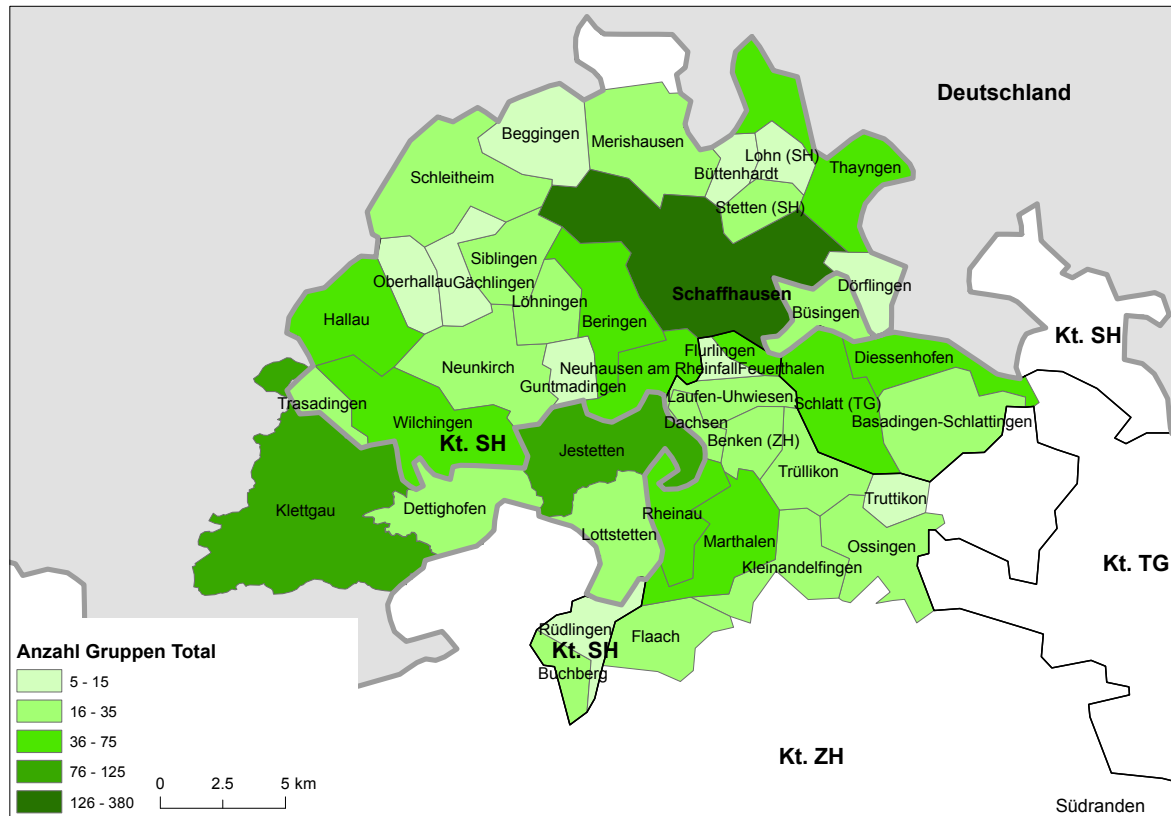 Deutschland
Beggingen
Merishausen
Lohn (SH)
Büttenhardt
Thayngen
Schleitheim
Stetten (SH)
Siblingen
Oberhallau
Gächlingen
Löhningen
Schaffhausen
Dörflingen
Büsingen
Hallau
Beringen
Kt. SH
Flurlingen
Diessenhofen
Neunkirch
Neuhausen am Rheinfall
Feuerthalen
Guntmadingen
Trasadingen
Laufen-Uhwiesen
Schlatt (TG)
Wilchingen
Dachsen
Basadingen-Schlattingen
Kt. SH
Benken (ZH)
Jestetten
Trüllikon
Truttikon
Klettgau
Dettighofen
Rheinau
Lottstetten
Marthalen
Ossingen
Kleinandelfingen
Kt. TG
Rüdlingen
Flaach
Kt. SH
Buchberg
Kt. ZH
Anzahl Gruppen Total
5 - 15
16 - 35
36 - 75
76 - 125
126 - 380
0 2.5 5 km
Südranden